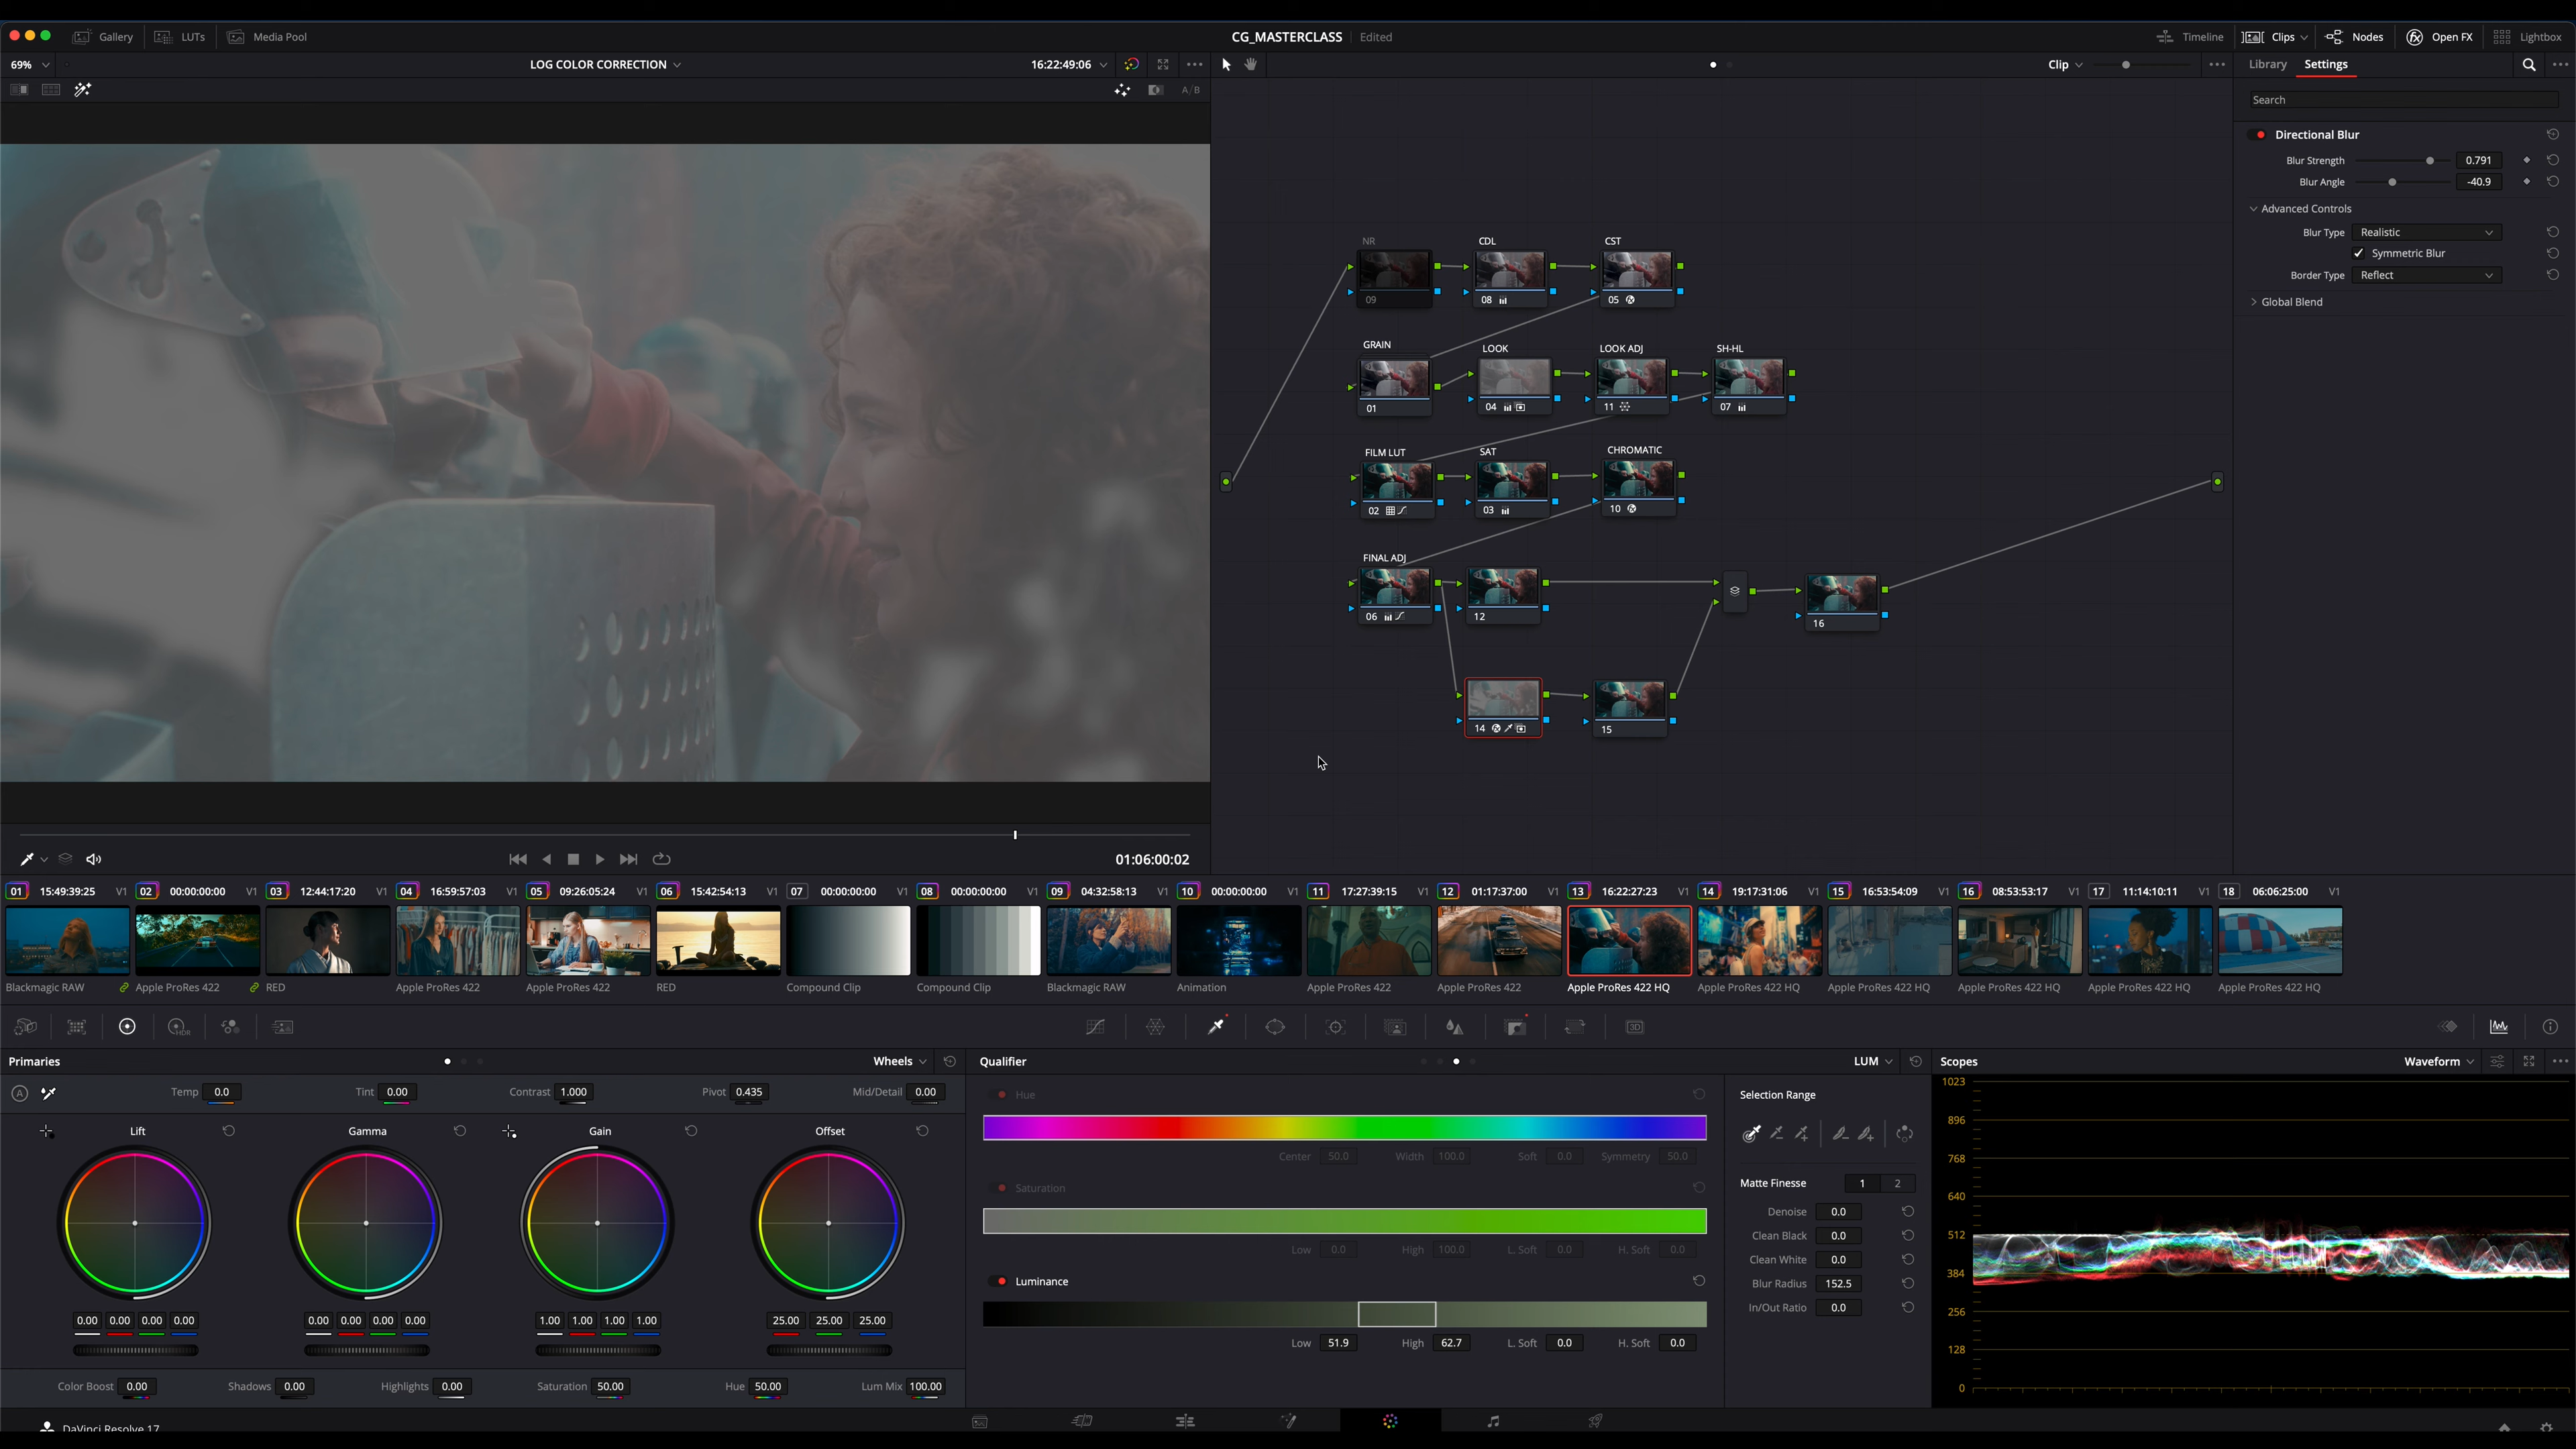 Gallery LUTs Media Pool CG_MASTERCLASS Edited Timeline Clips Nodes Open FX Lightbox
69% LOG COLOR CORRECTION 16:22:49:06 Clip Library Settings
A/B
Search
Directional Blur
Blur Strength 0.791
Blur Angle -40.9
Advanced Controls
Blur Type Realistic
Symmetric Blur
Border Type Reflect
Global Blend
NR CDL CST
09 08 05
GRAIN LOOK LOOK ADJ SH-HL
01 04 11 07
FILM LUT SAT CHROMATIC
02 03 10
FINAL ADJ
06 12 16
14 15
01:06:00:02
01 15:49:39:25 V1 02 00:00:00:00 V1 03 12:44:17:20 V1 04 16:59:57:03 V1 05 09:26:05:24 V1 06 15:42:54:13 V1 07 00:00:00:00 V1 08 00:00:00:00 V1 09 04:32:58:13 V1 10 00:00:00:00 V1 11 17:27:39:15 V1 12 01:17:37:00 V1 13 16:22:27:23 V1 14 19:17:31:06 V1 15 16:53:54:09 V1 16 08:53:53:17 V1 17 11:14:10:11 V1 18 06:06:25:00 V1
Blackmagic RAW Apple ProRes 422 RED Apple ProRes 422 Apple ProRes 422 RED Compound Clip Compound Clip Blackmagic RAW Animation Apple ProRes 422 Apple ProRes 422 Apple ProRes 422 HQ Apple ProRes 422 HQ Apple ProRes 422 HQ Apple ProRes 422 HQ Apple ProRes 422 HQ Apple ProRes 422 HQ
HDR 3D
Primaries Wheels
A Temp 0.0 Tint 0.00 Contrast 1.000 Pivot 0.435 Mid/Detail 0.00
Lift Gamma Gain Offset
0.00 0.00 0.00 0.00 0.00 0.00 0.00 0.00 1.00 1.00 1.00 1.00 25.00 25.00 25.00
Color Boost 0.00 Shadows 0.00 Highlights 0.00 Saturation 50.00 Hue 50.00 Lum Mix 100.00
Qualifier LUM
Hue
Center 50.0 Width 100.0 Soft 0.0 Symmetry 50.0
Saturation
Low 0.0 High 100.0 L. Soft 0.0 H. Soft 0.0
Luminance
Low 51.9 High 62.7 L. Soft 0.0 H. Soft 0.0
Selection Range
Matte Finesse 1 2
Denoise 0.0
Clean Black 0.0
Clean White 0.0
Blur Radius 152.5
In/Out Ratio 0.0
Scopes Waveform
1023
896
768
640
512
384
256
128
0
DaVinci Resolve 17